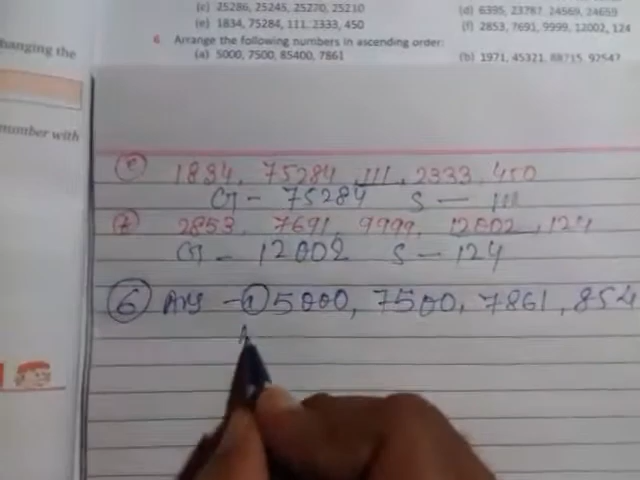 (c) 25286, 25245, 25270, 25210
(d) 6395, 23787, 24569, 24659
(e) 1834, 75284, 111, 2333, 450
(f) 2853, 7691, 9999, 12002, 124
6 Arrange the following numbers in ascending order:
(a) 5000, 7500, 85400, 7861
(b) 1971, 45321, 88715, 92547
hanging the
number with
(e) 1834, 75284, 111, 2333, 450
G - 75284 S - 111
(f) 2853, 7691, 9999, 12002, 124
G - 12002 S - 124
(6) Ans - 5000, 7500, 7861, 854